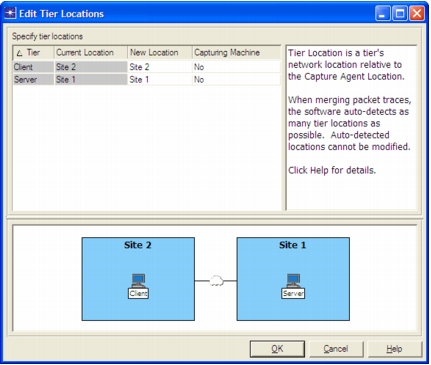 Edit Tier Locations
Specify tier locations
Tier Current Location New Location Capturing Machine
Client Site 2 Site 2 No
Server Site 1 Site 1 No
Tier Location is a tier's
network location relative to
the Capture Agent Location.
When merging packet traces,
the software auto-detects as
many tier locations as
possible. Auto-detected
locations cannot be modified.
Click Help for details.
Site 2 Site 1
Client Server
OK Cancel Help